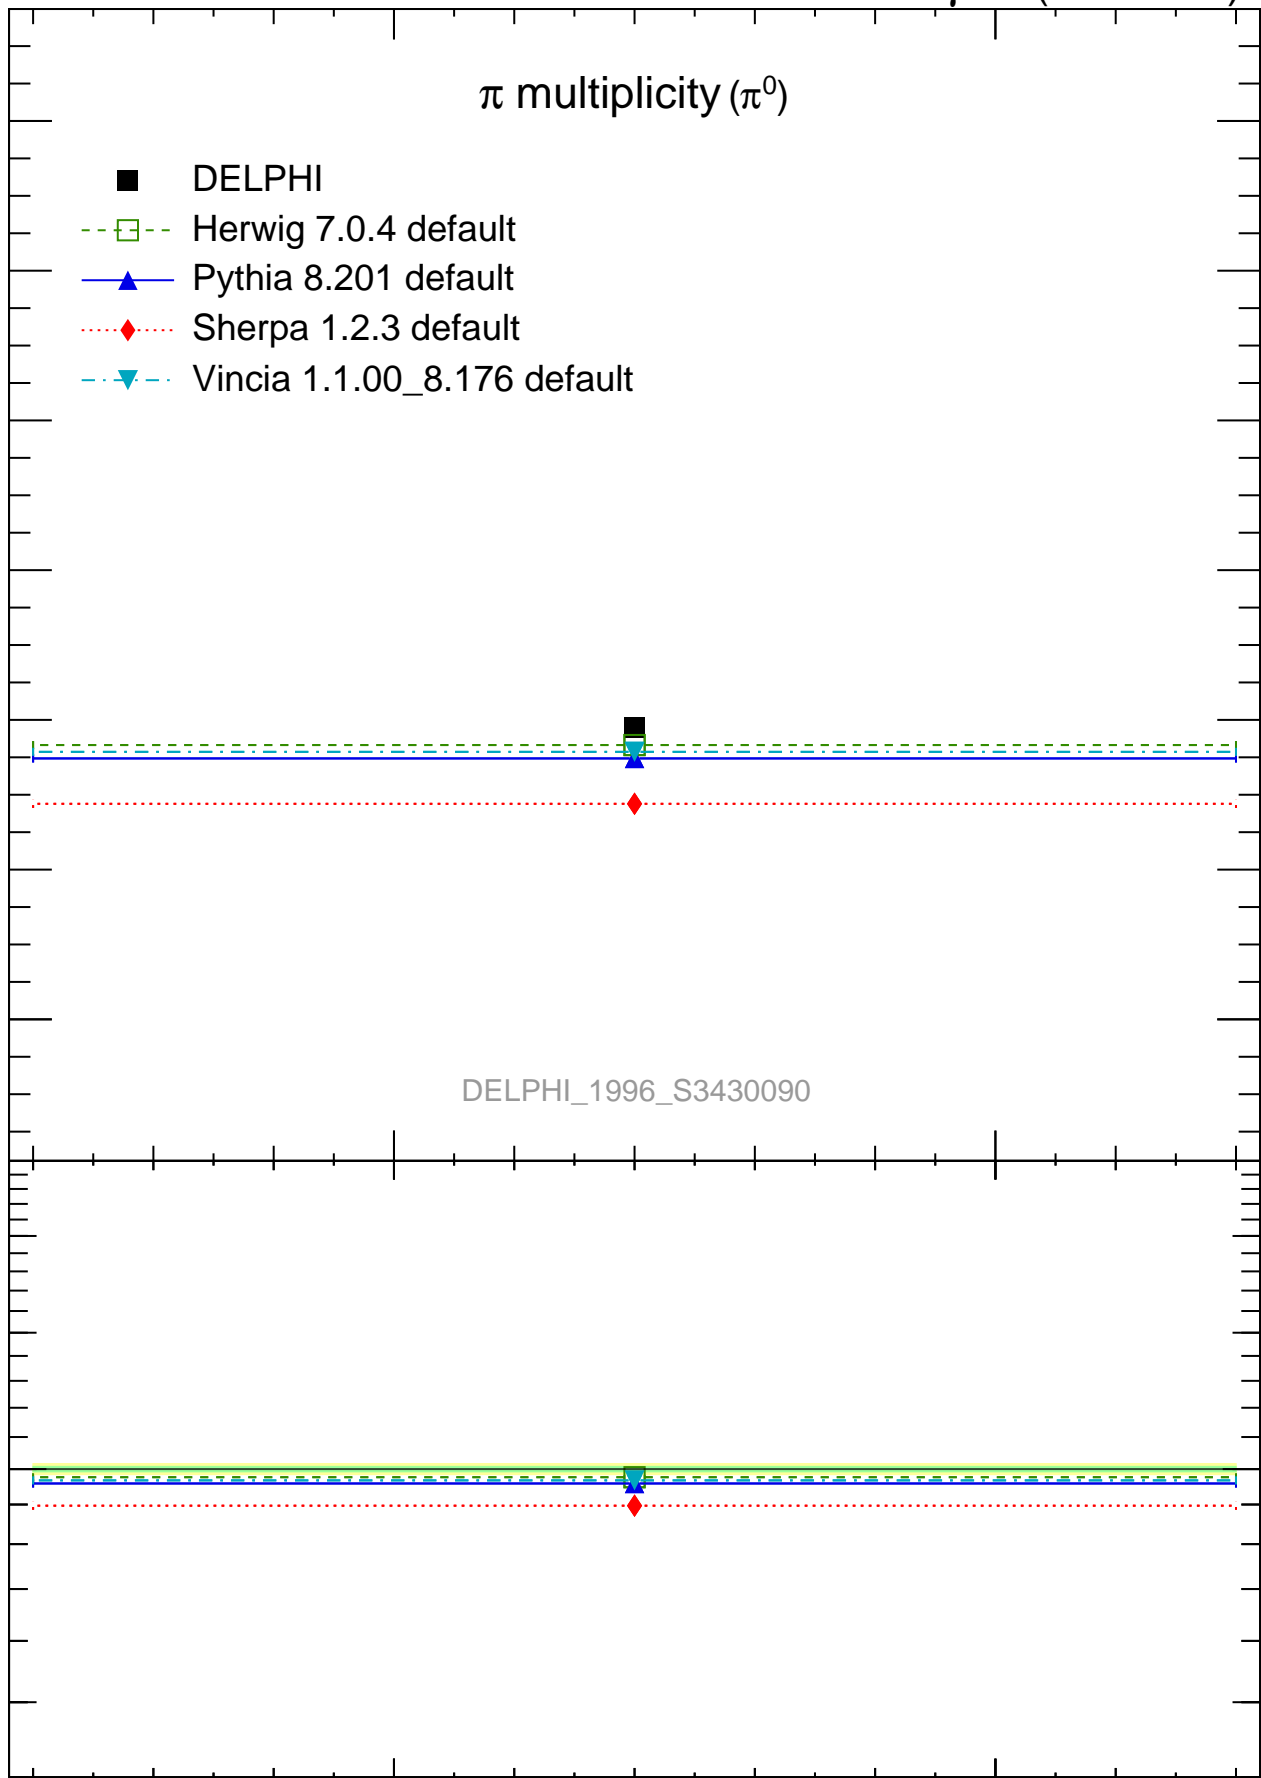 π multiplicity (π⁰)
DELPHI
Herwig 7.0.4 default
Pythia 8.201 default
Sherpa 1.2.3 default
Vincia 1.1.00_8.176 default
DELPHI_1996_S3430090